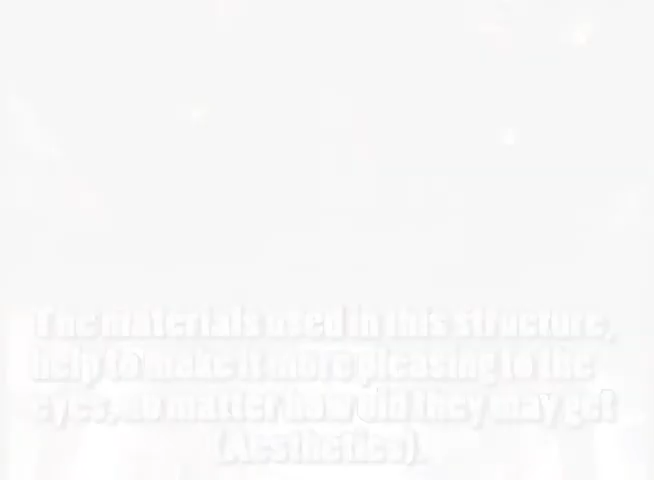 The materials used in this structure,
help to make it more pleasing to the
eyes, no matter how did they may get
(Aesthetics).